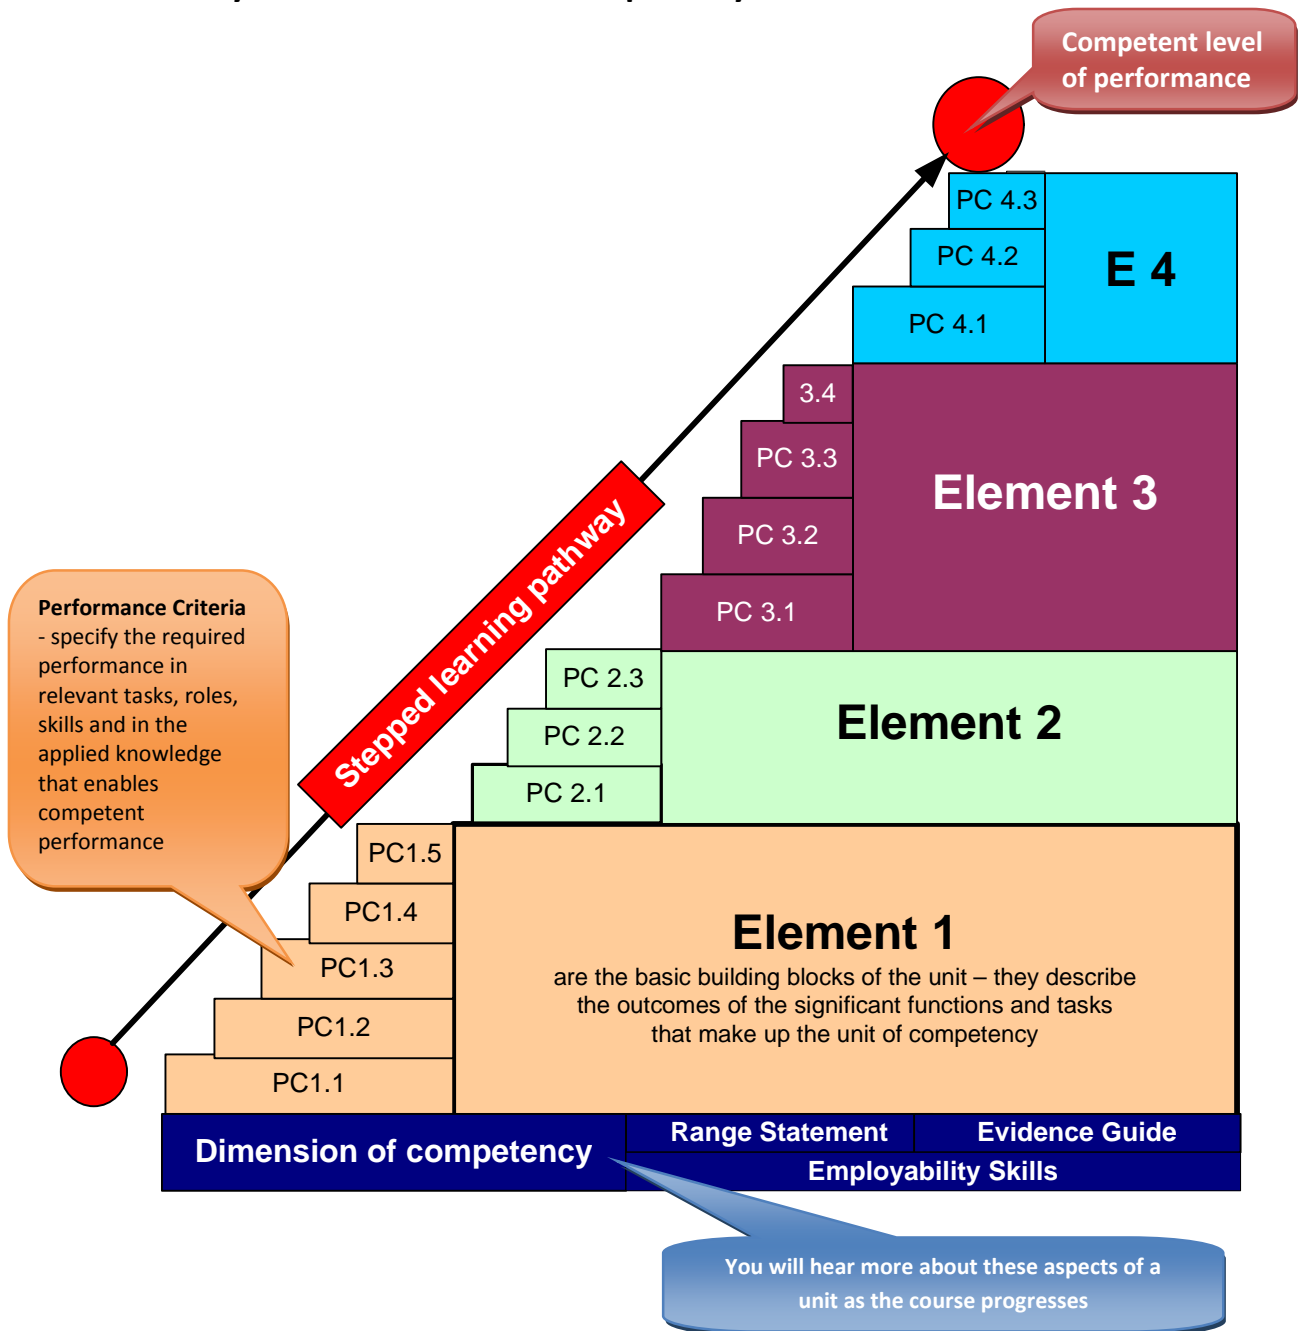 Competent level
of performance
PC 4.3
PC 4.2
E 4
PC 4.1
3.4
PC 3.3
Element 3
PC 3.2
PC 3.1
Stepped learning pathway
Performance Criteria
- specify the required
performance in
relevant tasks, roles,
skills and in the
applied knowledge
that enables
competent
performance
PC 2.3
Element 2
PC 2.2
PC 2.1
PC1.5
PC1.4
Element 1
are the basic building blocks of the unit – they describe
the outcomes of the significant functions and tasks
that make up the unit of competency
PC1.3
PC1.2
PC1.1
Dimension of competency
Range Statement
Evidence Guide
Employability Skills
You will hear more about these aspects of a
unit as the course progresses